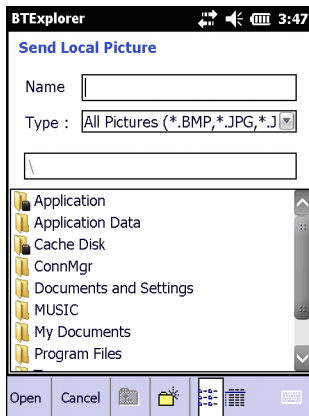 BTExplorer 3:47
Send Local Picture
Name
Type : All Pictures (*.BMP,*.JPG,*.J
\
Application
Application Data
Cache Disk
ConnMgr
Documents and Settings
MUSIC
My Documents
Program Files
Open Cancel